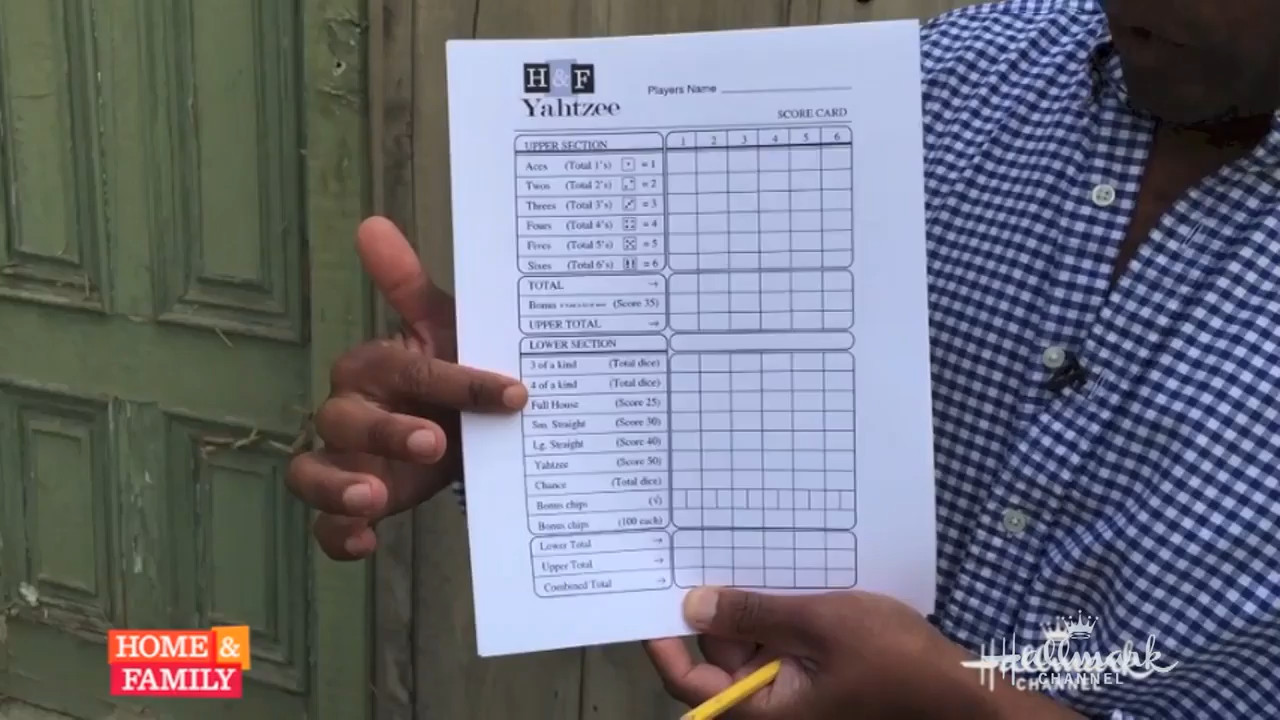 H&F
Yahtzee
Players Name
SCORE CARD
UPPER SECTION 1 2 3 4 5 6
Aces (Total 1's) = 1
Twos (Total 2's) = 2
Threes (Total 3's) = 3
Fours (Total 4's) = 4
Fives (Total 5's) = 5
Sixes (Total 6's) = 6
TOTAL →
Bonus (Score 35)
UPPER TOTAL →
LOWER SECTION
3 of a kind (Total dice)
4 of a kind (Total dice)
Full House (Score 25)
Sm. Straight (Score 30)
Lg. Straight (Score 40)
Yahtzee (Score 50)
Chance (Total dice)
Bonus chips (√)
Bonus chips (100 each)
Lower Total →
Upper Total →
Combined Total →
HOME &
FAMILY
Hallmark
CHANNEL